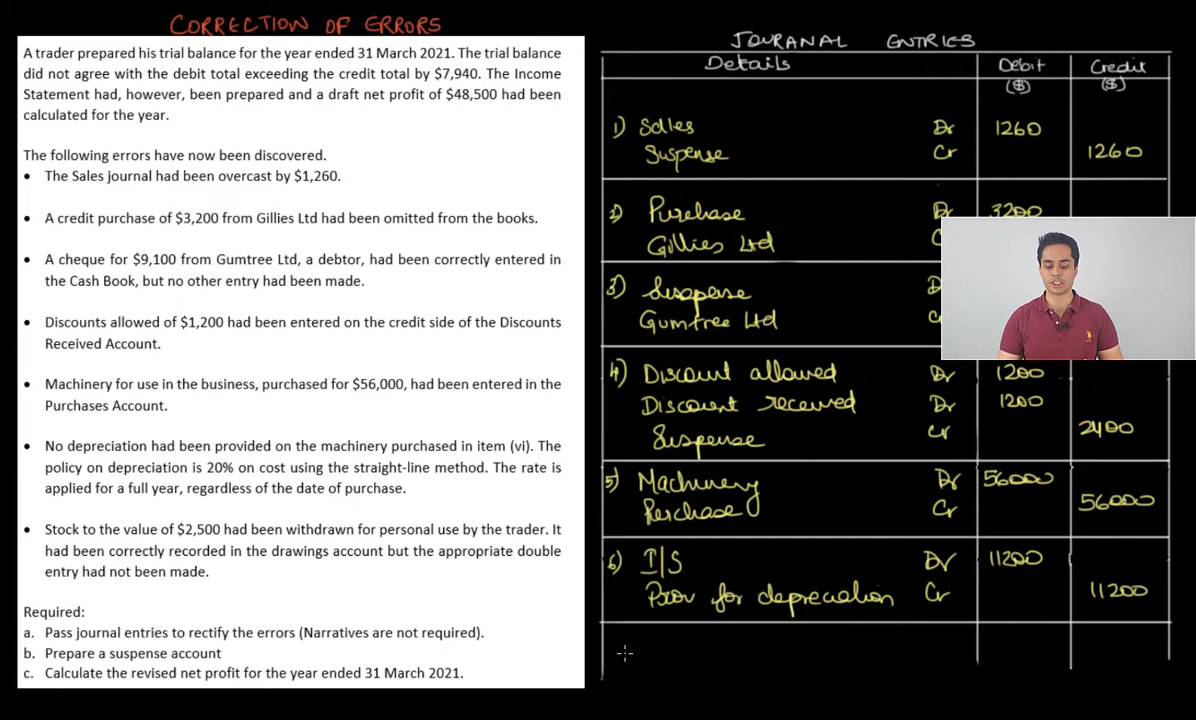 CORRECTION OF ERRORS
A trader prepared his trial balance for the year ended 31 March 2021. The trial balance
did not agree with the debit total exceeding the credit total by $7,940. The Income
Statement had, however, been prepared and a draft net profit of $48,500 had been
calculated for the year.
The following errors have now been discovered.
• The Sales journal had been overcast by $1,260.
• A credit purchase of $3,200 from Gillies Ltd had been omitted from the books.
• A cheque for $9,100 from Gumtree Ltd, a debtor, had been correctly entered in
the Cash Book, but no other entry had been made.
• Discounts allowed of $1,200 had been entered on the credit side of the Discounts
Received Account.
• Machinery for use in the business, purchased for $56,000, had been entered in the
Purchases Account.
• No depreciation had been provided on the machinery purchased in item (vi). The
policy on depreciation is 20% on cost using the straight-line method. The rate is
applied for a full year, regardless of the date of purchase.
• Stock to the value of $2,500 had been withdrawn for personal use by the trader. It
had been correctly recorded in the drawings account but the appropriate double
entry had not been made.
Required:
a. Pass journal entries to rectify the errors (Narratives are not required).
b. Prepare a suspense account
c. Calculate the revised net profit for the year ended 31 March 2021.
JOURANAL ENTRIES
Details Debit Credit
($) ($)
1) Sales Dr 1260
Suspense Cr 1260
2) Purchase Dr 3200
Gillies Ltd
3) Suspense
Gumtree Ltd
4) Discount allowed Dr 1200
Discount received Dr 1200
Suspense Cr 2400
5) Machinery Dr 56000
Purchase Cr 56000
6) I/S Dr 11200
Prov for depreciation Cr 11200